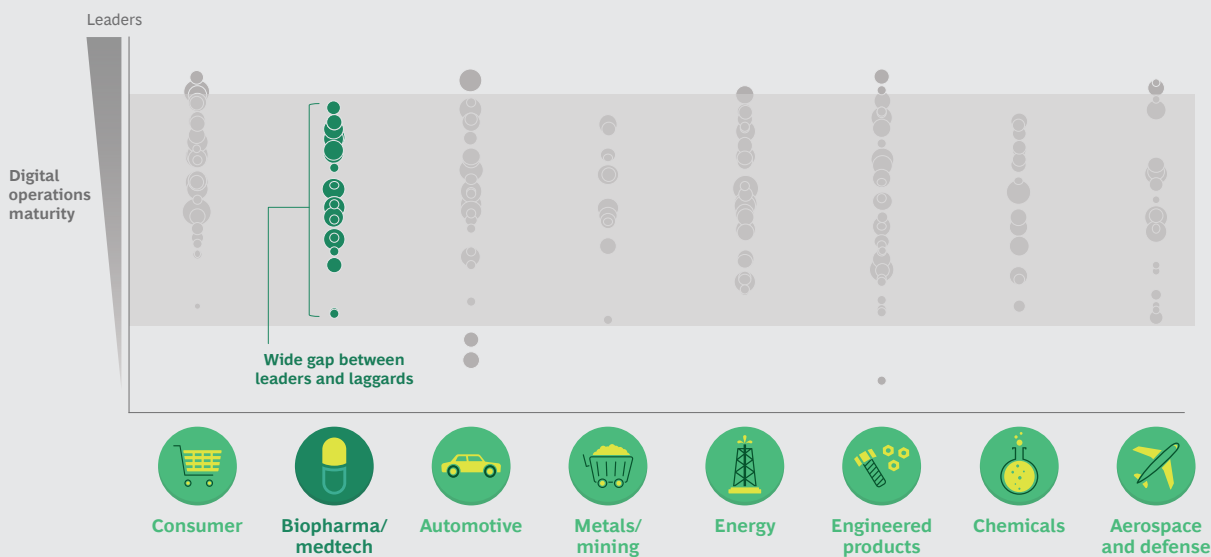 Leaders
Digital
operations
maturity
Wide gap between
leaders and laggards
Consumer
Biopharma/
medtech
Automotive
Metals/
mining
Energy
Engineered
products
Chemicals
Aerospace
and defense